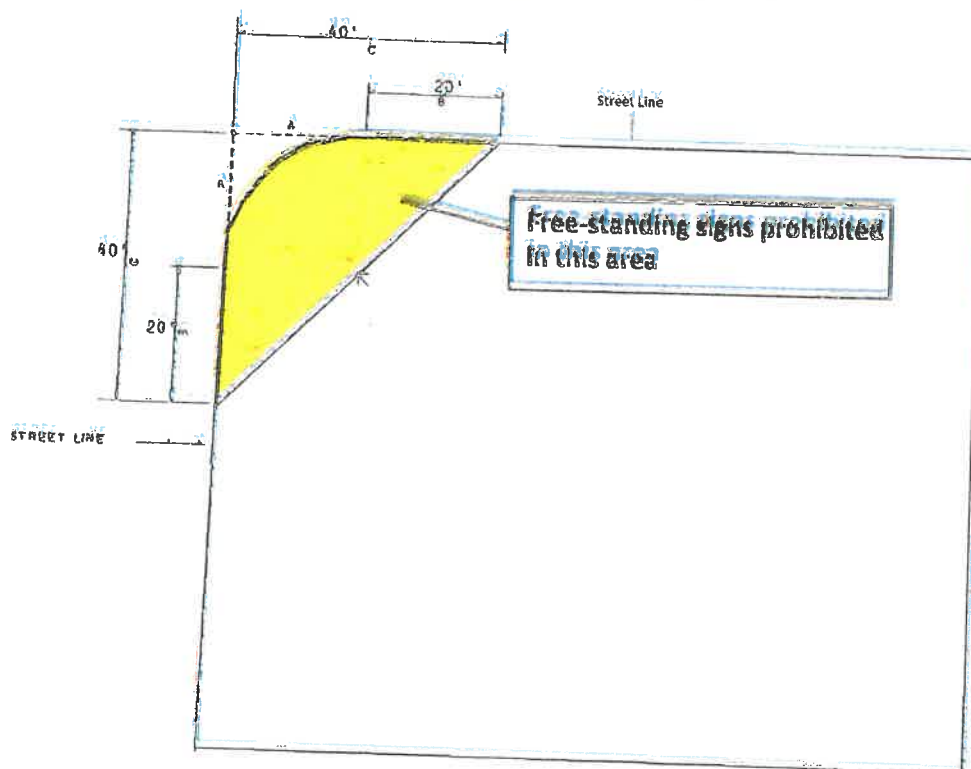 40'
C
20'
B
Street Line
A
A
Free-standing signs prohibited
in this area
40'
C
20'
B
STREET LINE